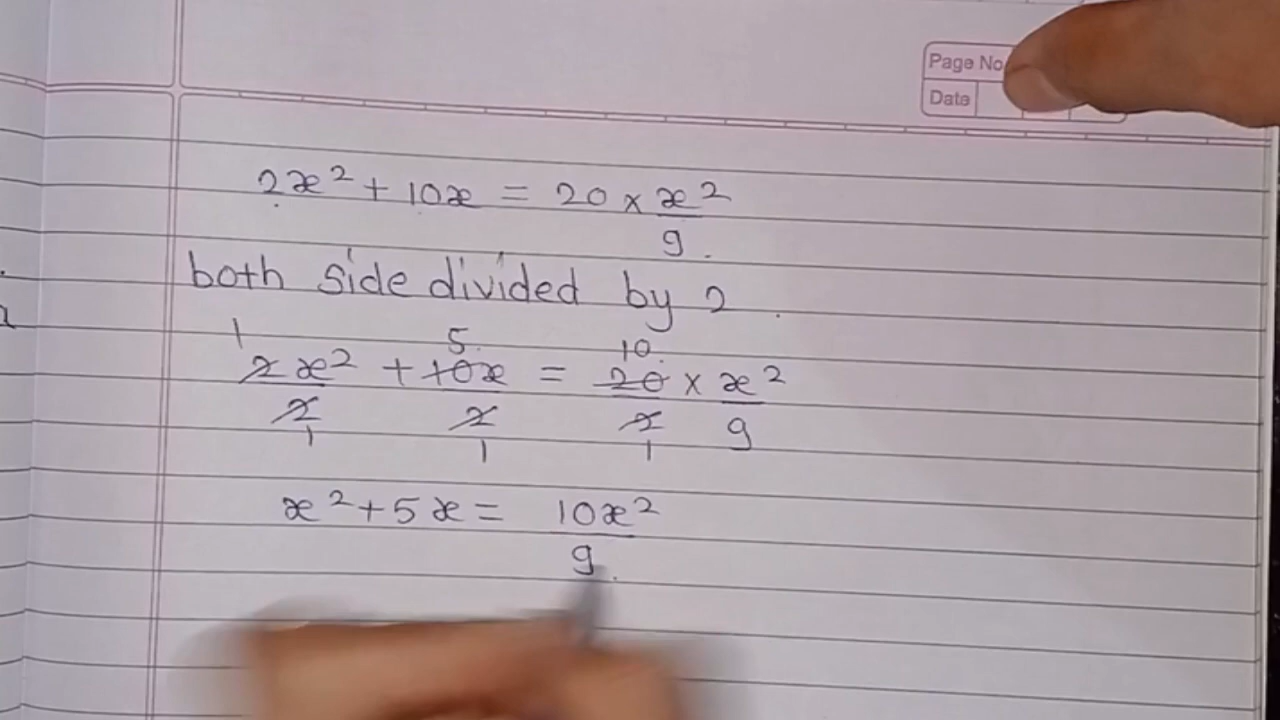 Page No
Date
2x² + 10x = 20 × x²/9.
both side divided by 2.
1 5. 10.
2x²/2 + 10x/2 = 20/2 × x²/9
1 1 1
x² + 5x = 10x²/9.